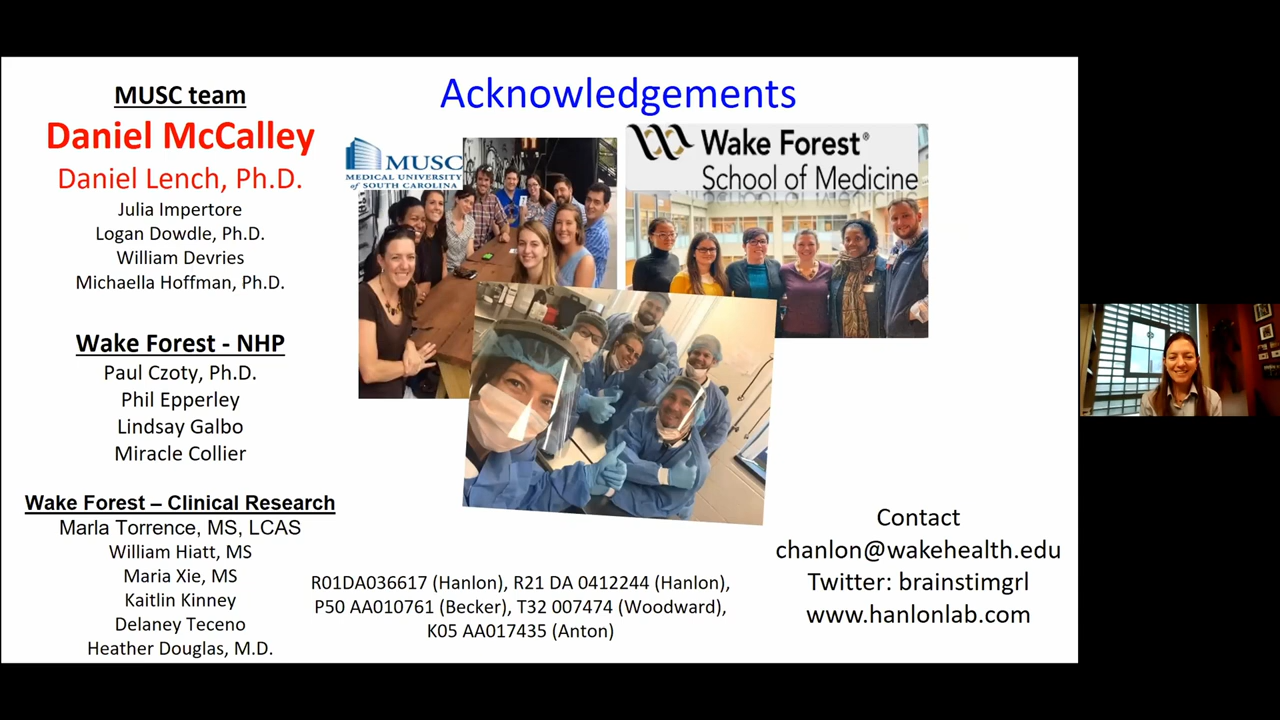 Acknowledgements
MUSC team
Daniel McCalley
Daniel Lench, Ph.D.
Julia Impertore
Logan Dowdle, Ph.D.
William Devries
Michaella Hoffman, Ph.D.
Wake Forest - NHP
Paul Czoty, Ph.D.
Phil Epperley
Lindsay Galbo
Miracle Collier
Wake Forest – Clinical Research
Marla Torrence, MS, LCAS
William Hiatt, MS
Maria Xie, MS
Kaitlin Kinney
Delaney Teceno
Heather Douglas, M.D.
MUSC
MEDICAL UNIVERSITY
of SOUTH CAROLINA
Wake Forest®
School of Medicine
R01DA036617 (Hanlon), R21 DA 0412244 (Hanlon),
P50 AA010761 (Becker), T32 007474 (Woodward),
K05 AA017435 (Anton)
Contact
chanlon@wakehealth.edu
Twitter: brainstimgrl
www.hanlonlab.com